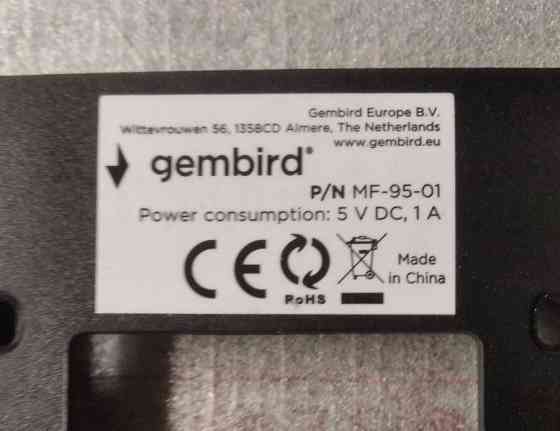 Gembird Europe B.V.
Wittevrouwen 56, 1358CD Almere, The Netherlands
www.gembird.eu
gembird®
P/N MF-95-01
Power consumption: 5 V DC, 1 A
CE
RoHS
Made
in China